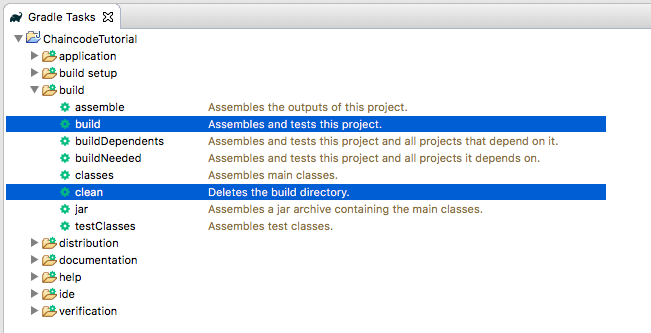 Gradle Tasks
ChaincodeTutorial
application
build setup
build
assemble Assembles the outputs of this project.
build Assembles and tests this project.
buildDependents Assembles and tests this project and all projects that depend on it.
buildNeeded Assembles and tests this project and all projects it depends on.
classes Assembles main classes.
clean Deletes the build directory.
jar Assembles a jar archive containing the main classes.
testClasses Assembles test classes.
distribution
documentation
help
ide
verification